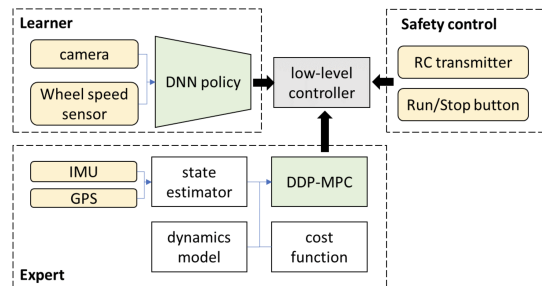 Learner
camera
Wheel speed
sensor
DNN policy
low-level
controller
Safety control
RC transmitter
Run/Stop button
IMU
GPS
state
estimator
DDP-MPC
dynamics
model
cost
function
Expert